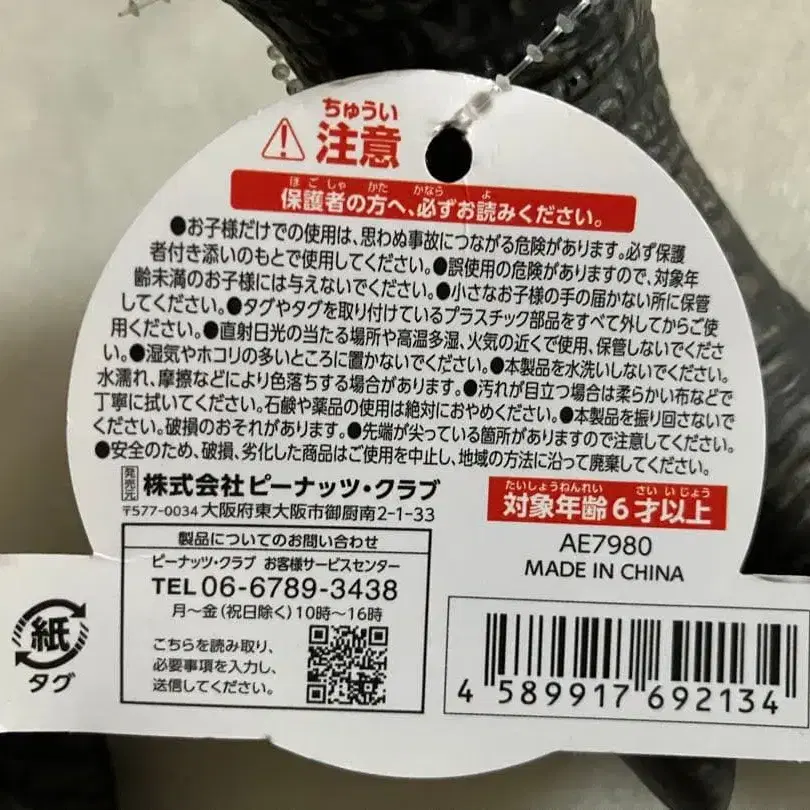 ちゅうい
注意
ほごしゃ かた かなら よ
保護者の方へ、必ずお読みください。
●お子様だけでの使用は、思わぬ事故につながる危険があります。必ず保護
者付き添いのもとで使用してください。●誤使用の危険がありますので、対象年
齢未満のお子様には与えないでください。●小さなお子様の手の届かない所に保管
してください。●タグやタグを取り付けているプラスチック部品をすべて外してからご使
用ください。●直射日光の当たる場所や高温多湿、火気の近くで使用、保管しないでくださ
い。●湿気やホコリの多いところに置かないでください。●本製品を水洗いしないでください。
水濡れ、摩擦などにより色落ちする場合があります。●汚れが目立つ場合は柔らかい布などで
丁寧に拭いてください。石鹸や薬品の使用は絶対におやめください。●本製品を振り回さないで
ください。破損のおそれがあります。●先端が尖っている箇所がありますので注意してください。
●安全のため、破損、劣化した商品はご使用を中止し、地域の方法に沿って廃棄してください。
発売元 株式会社ピーナッツ・クラブ
〒577-0034 大阪府東大阪市御厨南2-1-33
たいしょうねんれい さい いじょう
対象年齢6才以上
AE7980
MADE IN CHINA
製品についてのお問い合わせ
ピーナッツ・クラブ お客様サービスセンター
TEL 06-6789-3438
月～金(祝日除く)10時～16時
こちらを読み取り、
必要事項を入力し、
送信してください。
紙
タグ
4 589917 692134